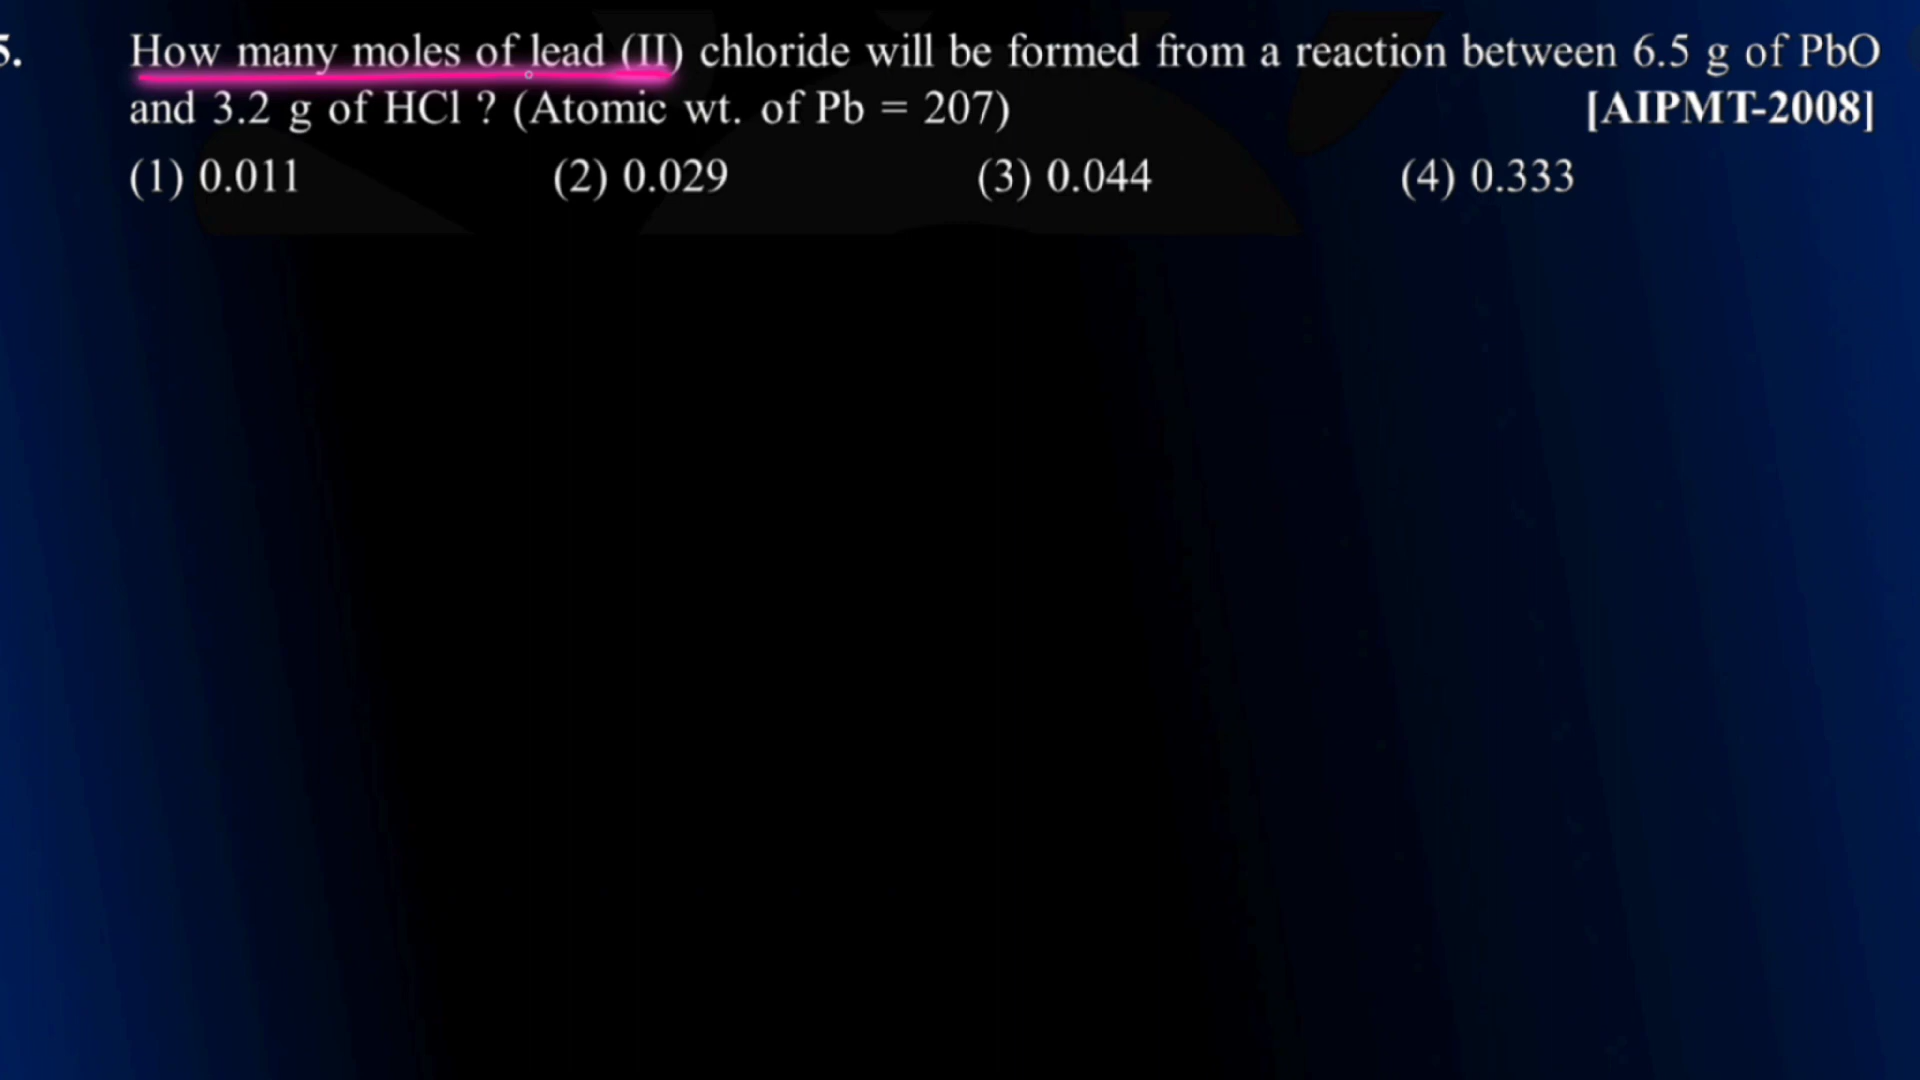 5. How many moles of lead (II) chloride will be formed from a reaction between 6.5 g of PbO
and 3.2 g of HCl ? (Atomic wt. of Pb = 207) [AIPMT-2008]
(1) 0.011 (2) 0.029 (3) 0.044 (4) 0.333